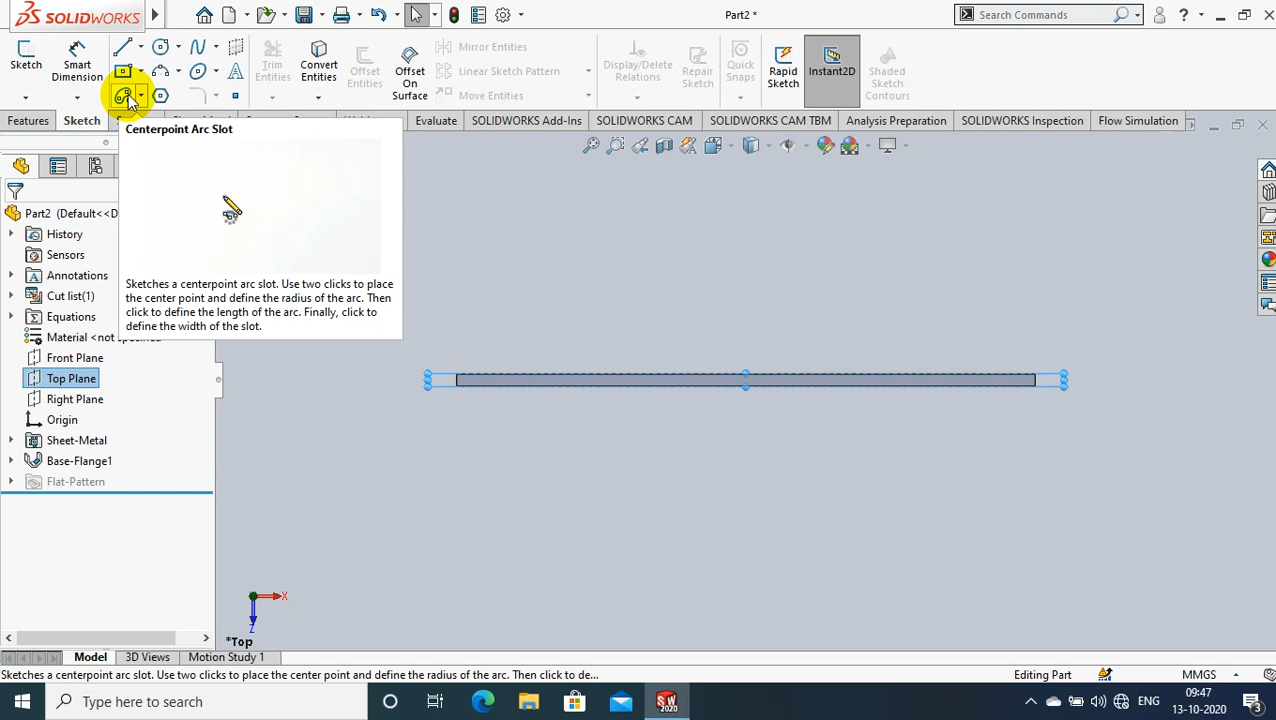 SOLIDWORKS
Part2 *
Search Commands
?
Sketch
Smart Dimension
Trim Entities
Convert Entities
Offset Entities
Offset On Surface
Mirror Entities
Linear Sketch Pattern
Move Entities
Display/Delete Relations
Repair Sketch
Quick Snaps
Rapid Sketch
Instant2D
Shaded Sketch Contours
Features
Sketch
Evaluate
SOLIDWORKS Add-Ins
SOLIDWORKS CAM
SOLIDWORKS CAM TBM
Analysis Preparation
SOLIDWORKS Inspection
Flow Simulation
Centerpoint Arc Slot
Sketches a centerpoint arc slot. Use two clicks to place
the center point and define the radius of the arc. Then
click to define the length of the arc. Finally, click to
define the width of the slot.
Part2 (Default<<D
History
Sensors
Annotations
Cut list(1)
Equations
Material <not specified>
Front Plane
Top Plane
Right Plane
Origin
Sheet-Metal
Base-Flange1
Flat-Pattern
X
Z
*Top
Model
3D Views
Motion Study 1
Sketches a centerpoint arc slot. Use two clicks to place the center point and define the radius of the arc. Then click to de...
Editing Part
MMGS
Type here to search
SW
2020
ENG
09:47
13-10-2020
3